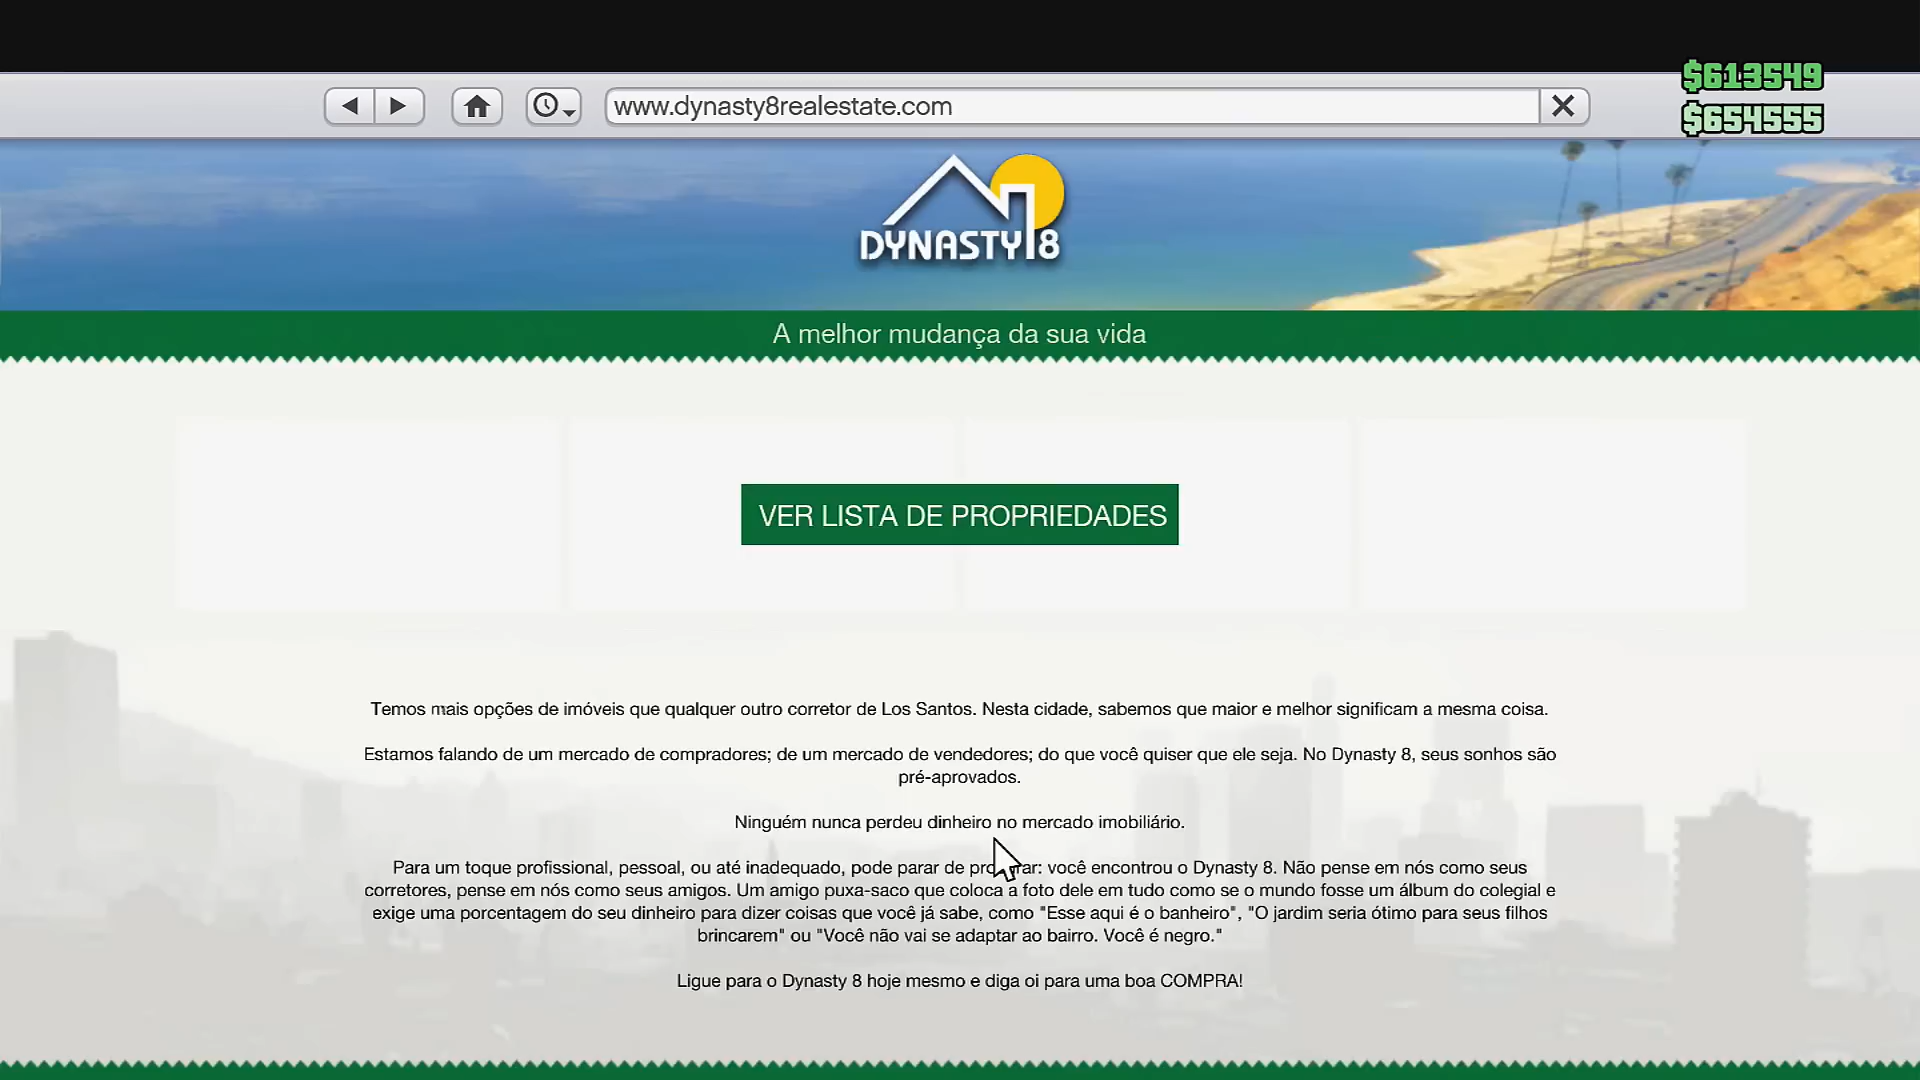 $613549
www.dynasty8realestate.com
$654555
DYNASTY 8
A melhor mudança da sua vida
VER LISTA DE PROPRIEDADES
Temos mais opções de imóveis que qualquer outro corretor de Los Santos. Nesta cidade, sabemos que maior e melhor significam a mesma coisa.
Estamos falando de um mercado de compradores; de um mercado de vendedores; do que você quiser que ele seja. No Dynasty 8, seus sonhos são
pré-aprovados.
Ninguém nunca perdeu dinheiro no mercado imobiliário.
Para um toque profissional, pessoal, ou até inadequado, pode parar de procurar: você encontrou o Dynasty 8. Não pense em nós como seus
corretores, pense em nós como seus amigos. Um amigo puxa-saco que coloca a foto dele em tudo como se o mundo fosse um álbum do colegial e
exige uma porcentagem do seu dinheiro para dizer coisas que você já sabe, como "Esse aqui é o banheiro", "O jardim seria ótimo para seus filhos
brincarem" ou "Você não vai se adaptar ao bairro. Você é negro."
Ligue para o Dynasty 8 hoje mesmo e diga oi para uma boa COMPRA!